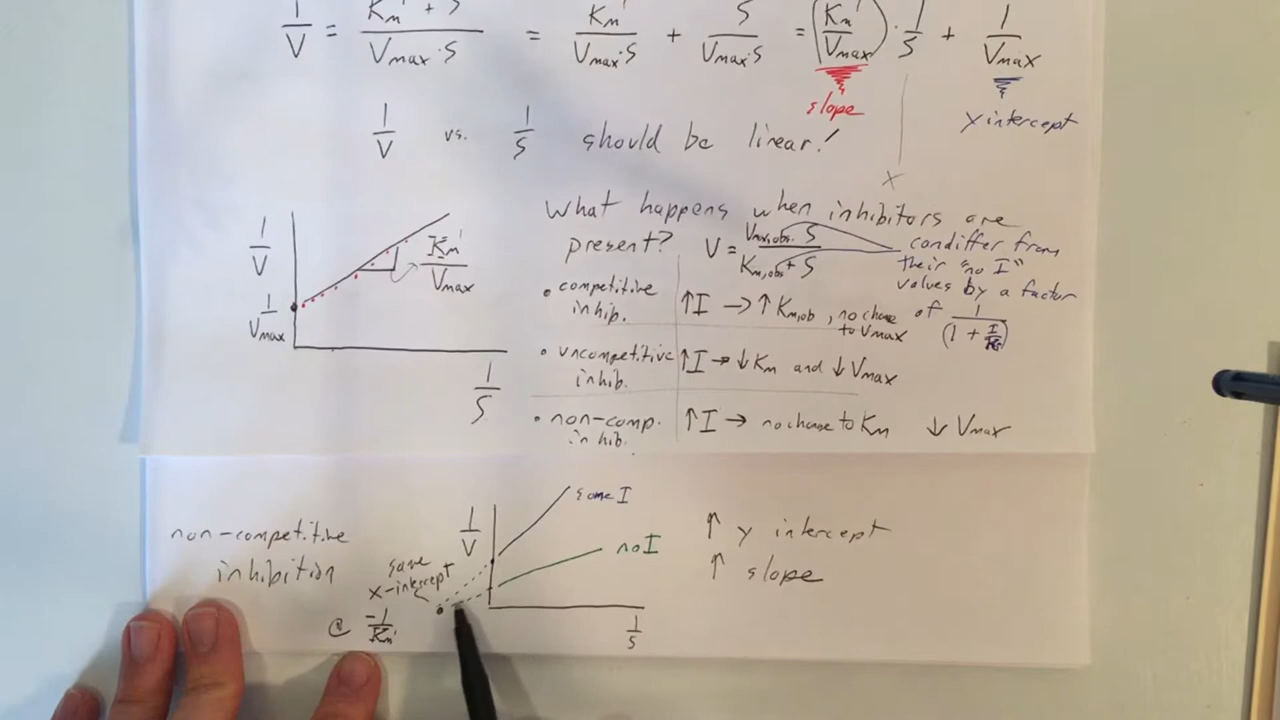 1/V = Km' + S / Vmax · S = Km' / Vmax · S + S / Vmax · S = (Km' / Vmax) · 1/S + 1/Vmax
slope
y intercept
1/V vs. 1/S should be linear!
x
1/V
1/Vmax
Km' / Vmax
1/S
What happens when inhibitors are
present? V = Vmax,obs · S / Km,obs + S
can differ from
their "no I"
values by a factor
of 1 / (1 + I/KI)
• competitive
inhib.
↑I → ↑ Km,ob, no change
to Vmax
• uncompetitive
inhib.
↑I → ↓ Km and ↓ Vmax
• non-comp.
inhib.
↑I → no change to Km ↓ Vmax
non-competitive
inhibition
1/V
some I
no I
same
x-intercept
@ -1/Km'
1/S
↑ y intercept
↑ slope